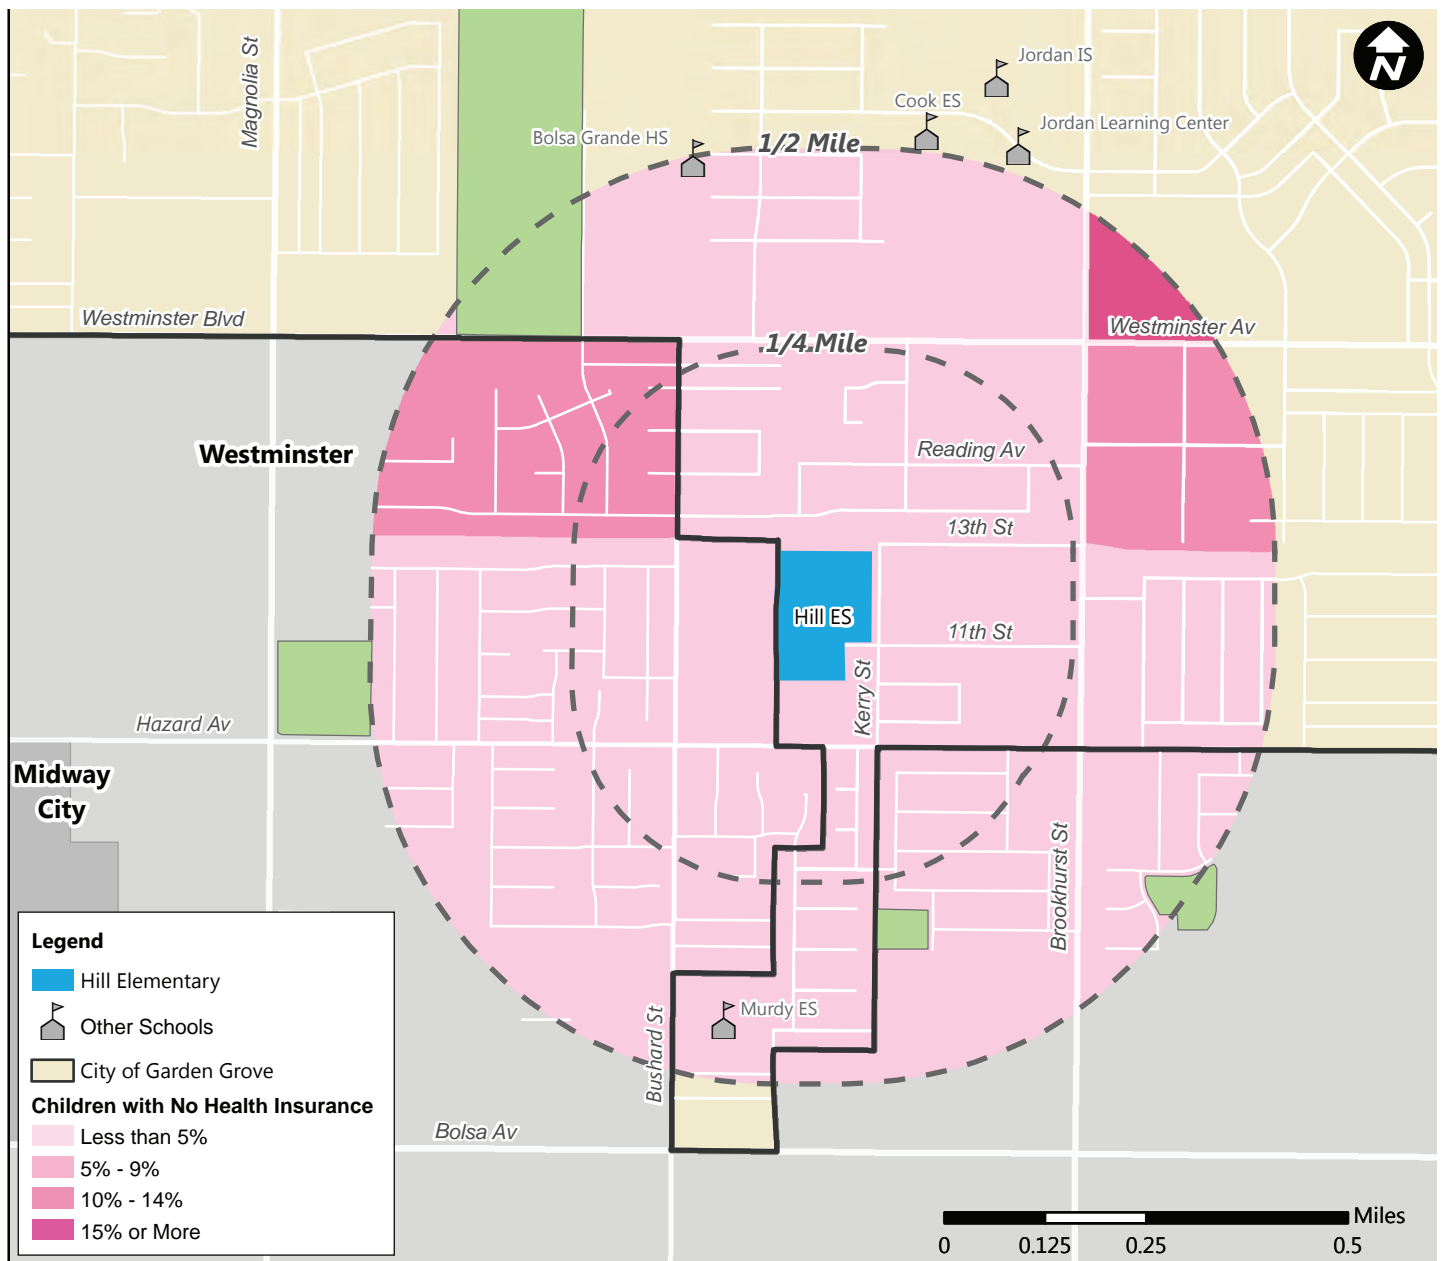 Magnolia St
Jordan IS
N
Cook ES
Jordan Learning Center
Bolsa Grande HS
1/2 Mile
Westminster Blvd
Westminster Av
1/4 Mile
Westminster
Reading Av
13th St
Hill ES
11th St
Kerry St
Hazard Av
Midway
City
Brookhurst St
Legend
Hill Elementary
Other Schools
City of Garden Grove
Children with No Health Insurance
Less than 5%
5% - 9%
10% - 14%
15% or More
Murdy ES
Bushard St
Bolsa Av
Miles
0 0.125 0.25 0.5